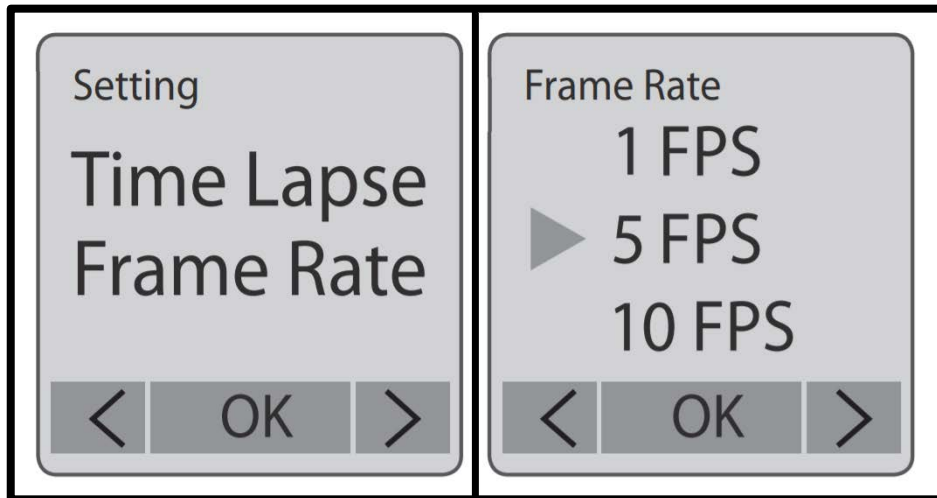 Setting
Time Lapse
Frame Rate
< OK >
Frame Rate
1 FPS
5 FPS
10 FPS
< OK >